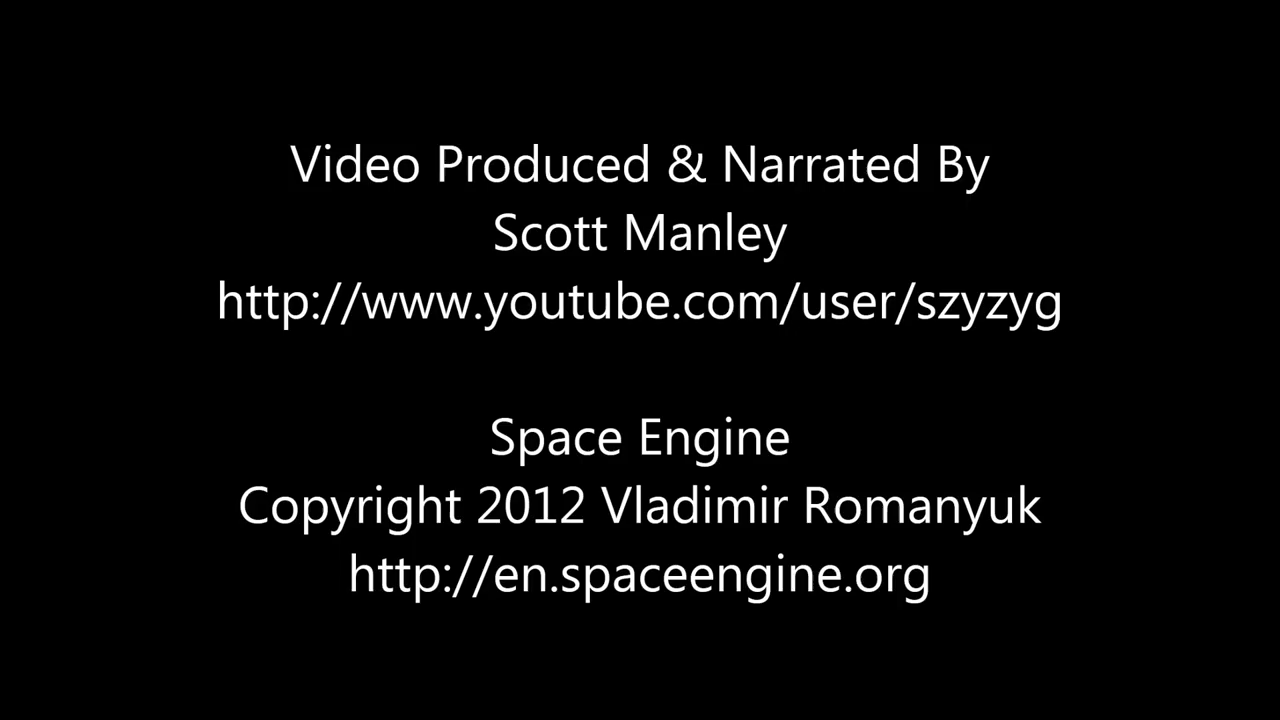 Video Produced & Narrated By
Scott Manley
http://www.youtube.com/user/szyzyg
Space Engine
Copyright 2012 Vladimir Romanyuk
http://en.spaceengine.org